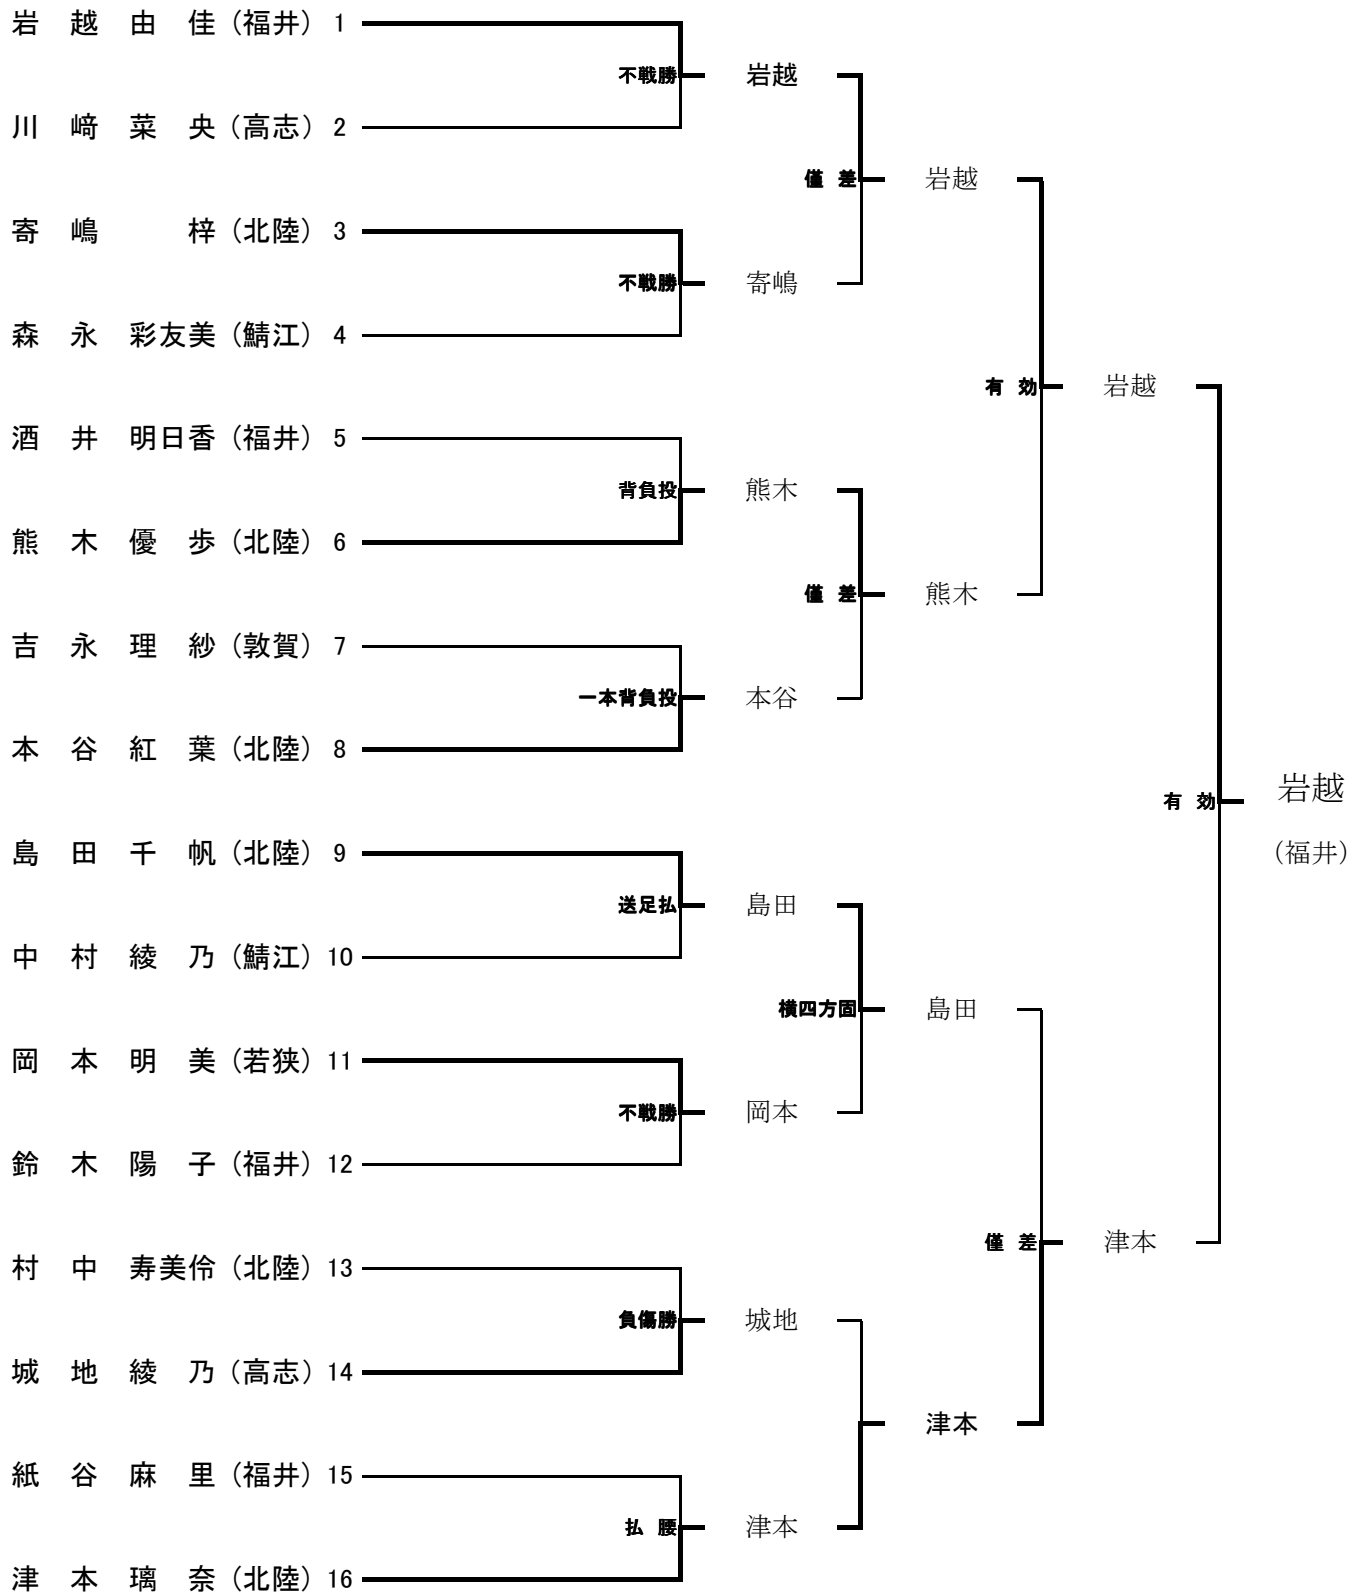 岩越由佳（福井） 1
不戦勝 岩越
川﨑菜央（高志） 2
僅差 岩越
寄嶋梓（北陸） 3
不戦勝 寄嶋
森永彩友美（鯖江） 4
有効 岩越
酒井明日香（福井） 5
背負投 熊木
熊木優歩（北陸） 6
僅差 熊木
吉永理紗（敦賀） 7
一本背負投 本谷
本谷紅葉（北陸） 8
有効 岩越
（福井）
島田千帆（北陸） 9
送足払 島田
中村綾乃（鯖江） 10
横四方固 島田
岡本明美（若狭） 11
不戦勝 岡本
鈴木陽子（福井） 12
僅差 津本
村中寿美伶（北陸） 13
負傷勝 城地
城地綾乃（高志） 14
津本
紙谷麻里（福井） 15
払腰 津本
津本璃奈（北陸） 16